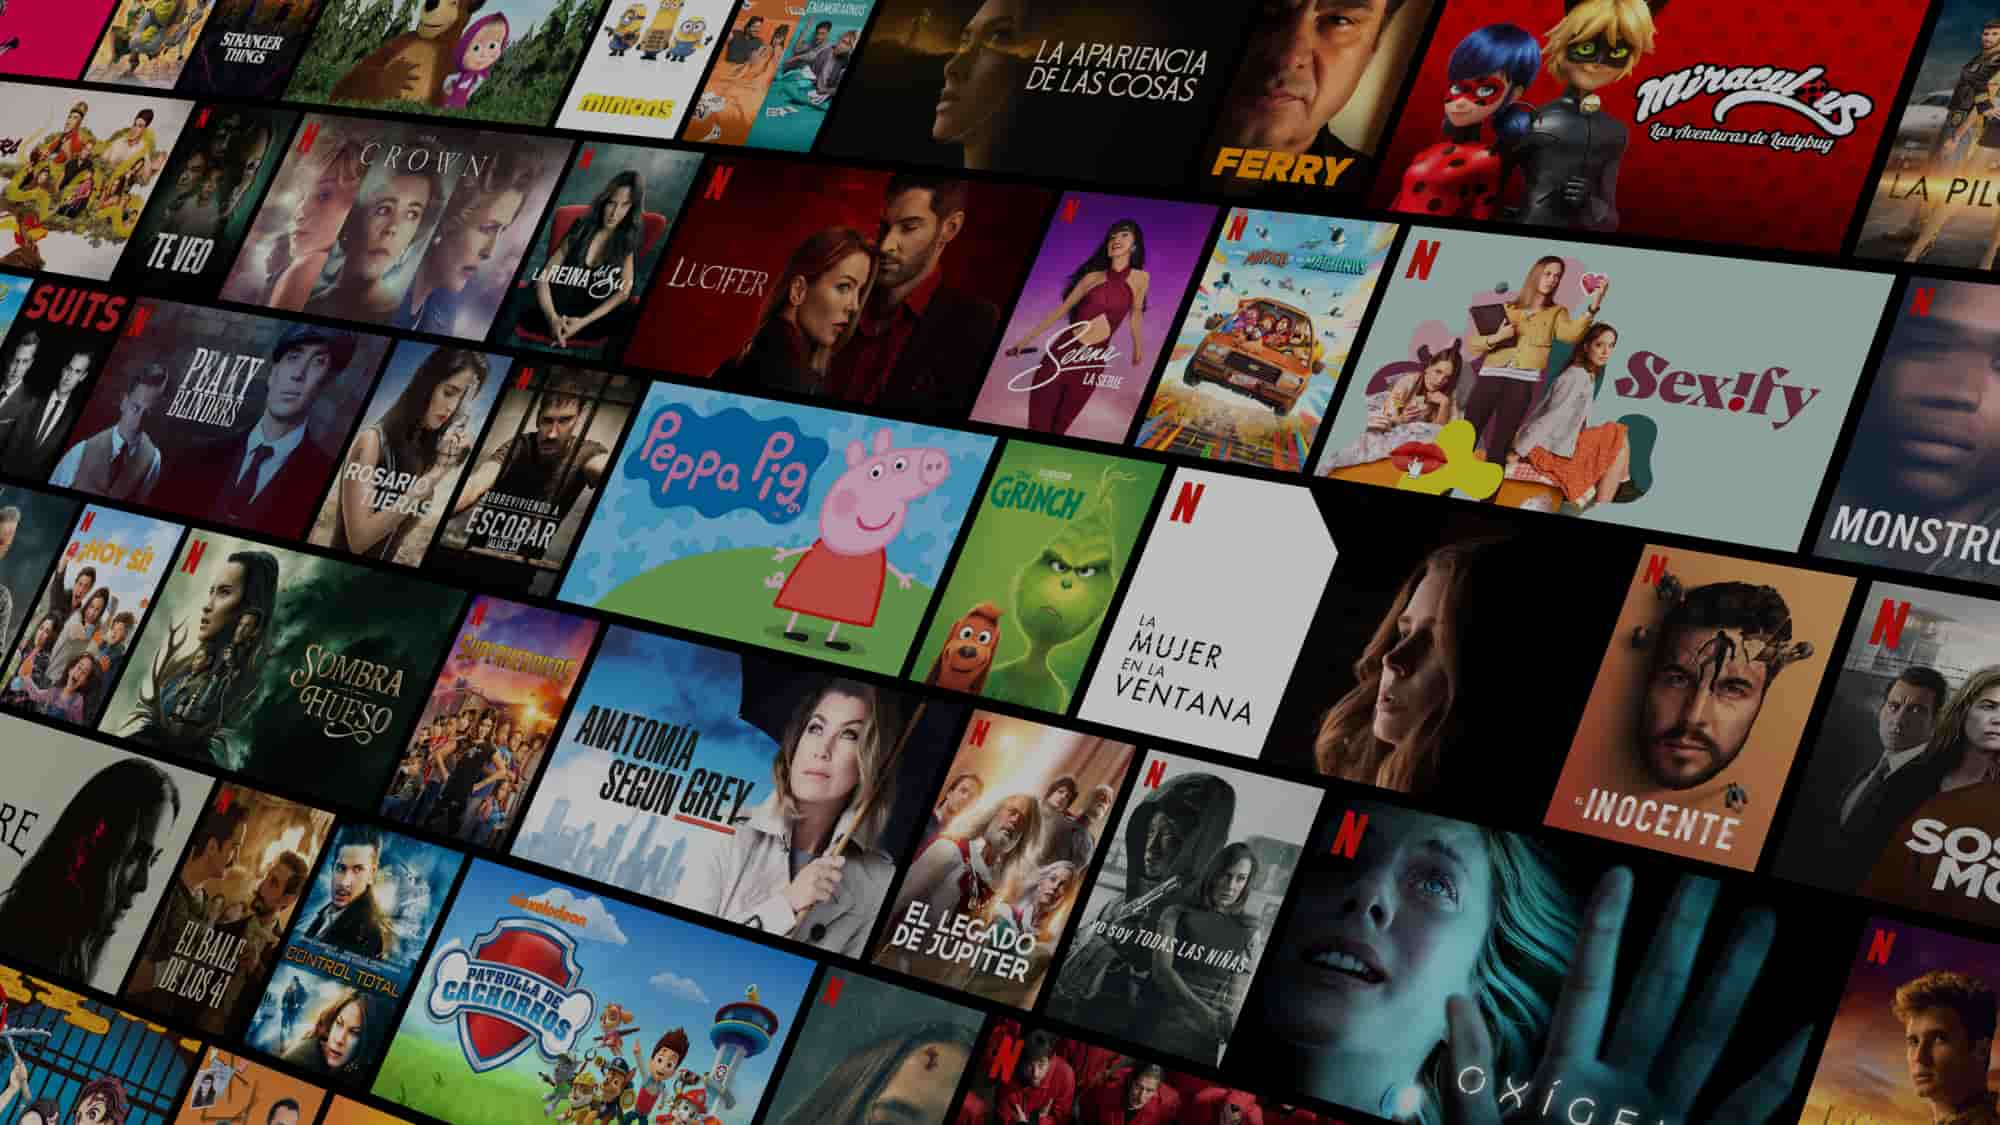 STRANGER
THINGS
minions
ENAMORARNOS
LA APARIENCIA
DE LAS COSAS
FERRY
Miraculous
Las Aventuras de Ladybug
LA PIL
TE VEO
THE
CROWN
LA REINA del Su
LUCIFER
Selena
LA SERIE
Sex!fy
SUITS
PEAKY
BLINDERS
ROSARIO
TIJERAS
SOBREVIVIENDO A
ESCOBAR
ALIAS JJ
Peppa Pig
GRINCH
LA
MUJER
EN LA
VENTANA
MONSTRU
¡HOY SÍ!
SOMBRA
HUESO
SUPERHEROICOS
ANATOMÍA
SEGÚN GREY
EL LEGADO
DE JÚPITER
Yo soy TODAS LAS NIÑAS
EL
INOCENTE
SOS
MO
RE
EL BAILE
DE LOS 41
CONTROL TOTAL
nickelodeon
PATRULLA DE
CACHORROS
OXÍGE